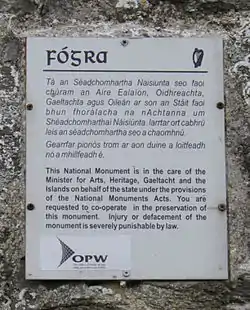 FÓGRA
Tá an Séadchomhartha Náisiúnta seo faoi
chúram an Aire Ealaíon, Oidhreachta,
Gaeltachta agus Oileán ar son an Stáit faoi
bhun fhorálacha na nAchtanna um
Shéadchomharthaí Náisiúnta. Iarrtar ort cabhrú
leis an séadchomhartha seo a chaomhnú.
Gearrfar pionós trom ar aon duine a loitfeadh
nó a mhillfeadh é.
This National Monument is in the care of the
Minister for Arts, Heritage, Gaeltacht and the
Islands on behalf of the state under the provisions
of the National Monuments Acts. You are
requested to co-operate in the preservation of
this monument. Injury or defacement of the
monument is severely punishable by law.
OPW